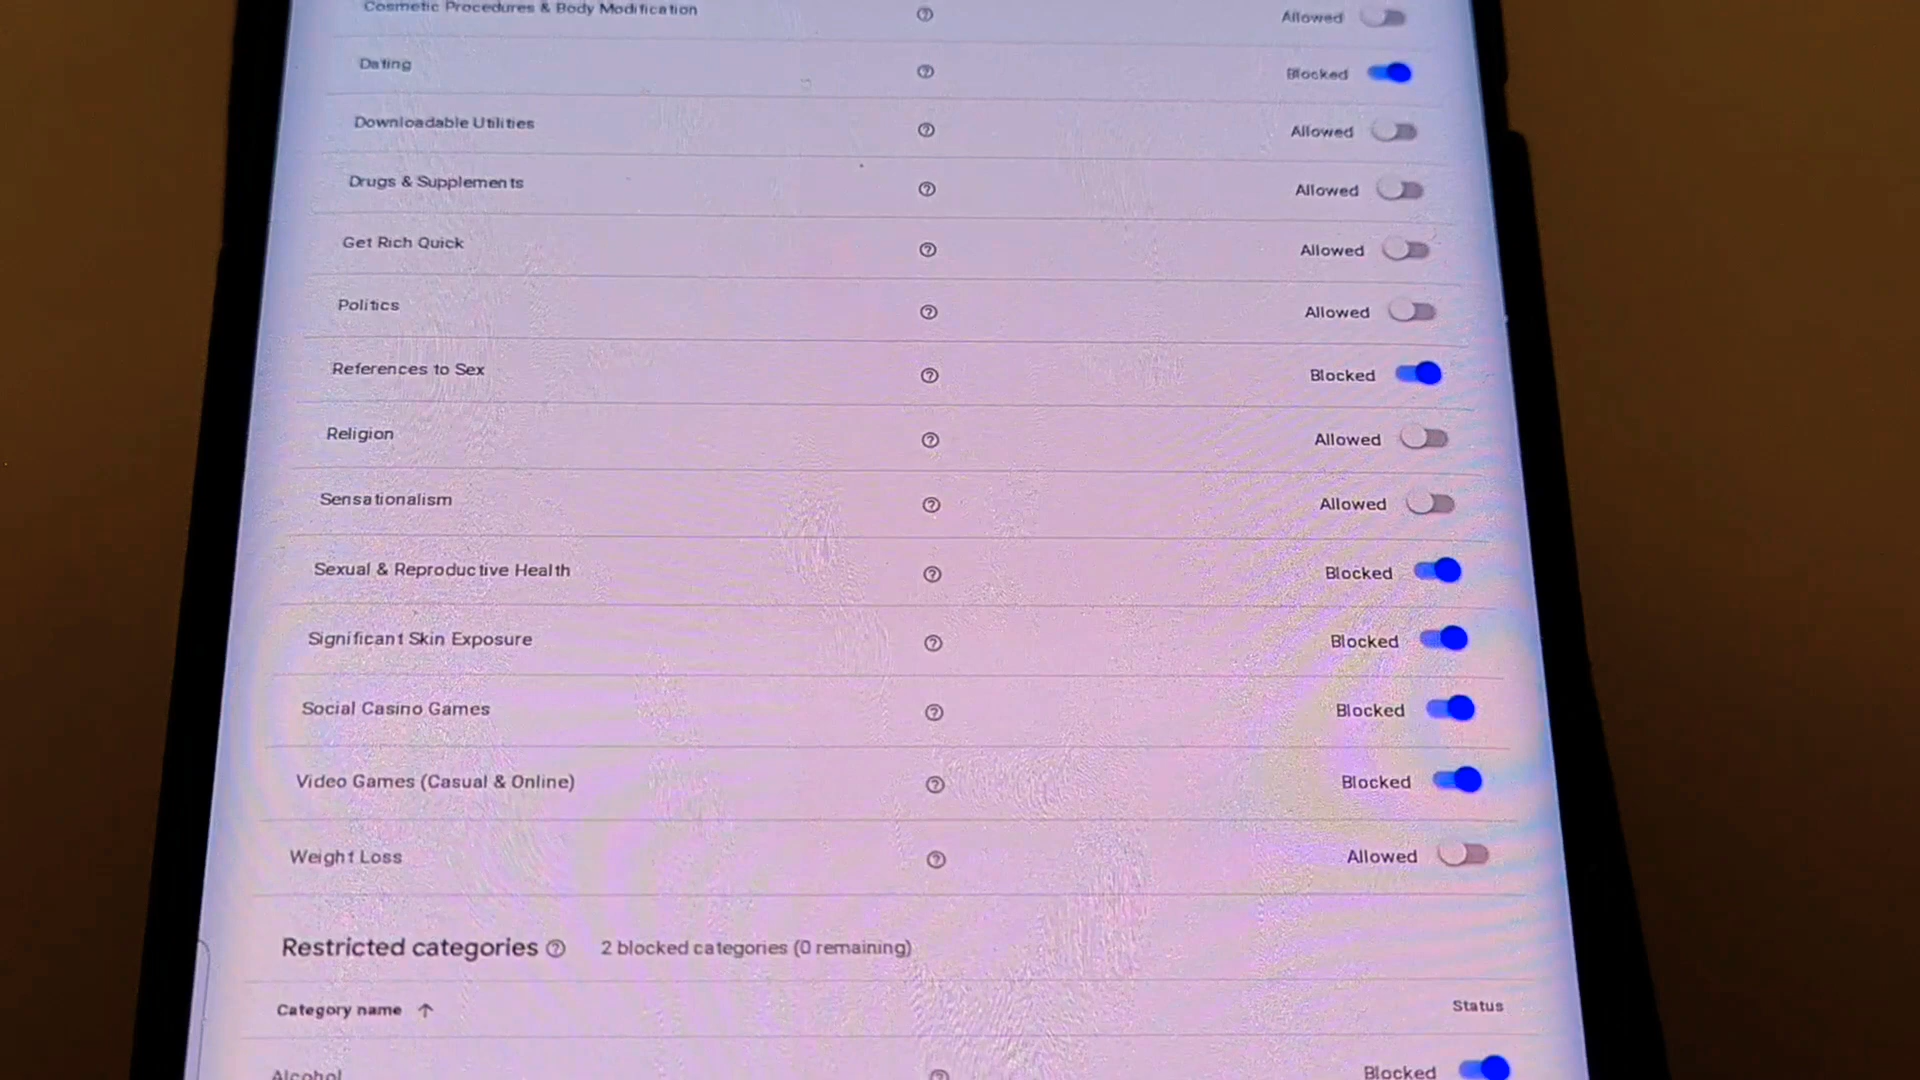 Cosmetic Procedures & Body Modification Allowed
Dating Blocked
Downloadable Utilities Allowed
Drugs & Supplements Allowed
Get Rich Quick Allowed
Politics Allowed
References to Sex Blocked
Religion Allowed
Sensationalism Allowed
Sexual & Reproductive Health Blocked
Significant Skin Exposure Blocked
Social Casino Games Blocked
Video Games (Casual & Online) Blocked
Weight Loss Allowed
Restricted categories 2 blocked categories (0 remaining)
Category name Status
Alcohol Blocked